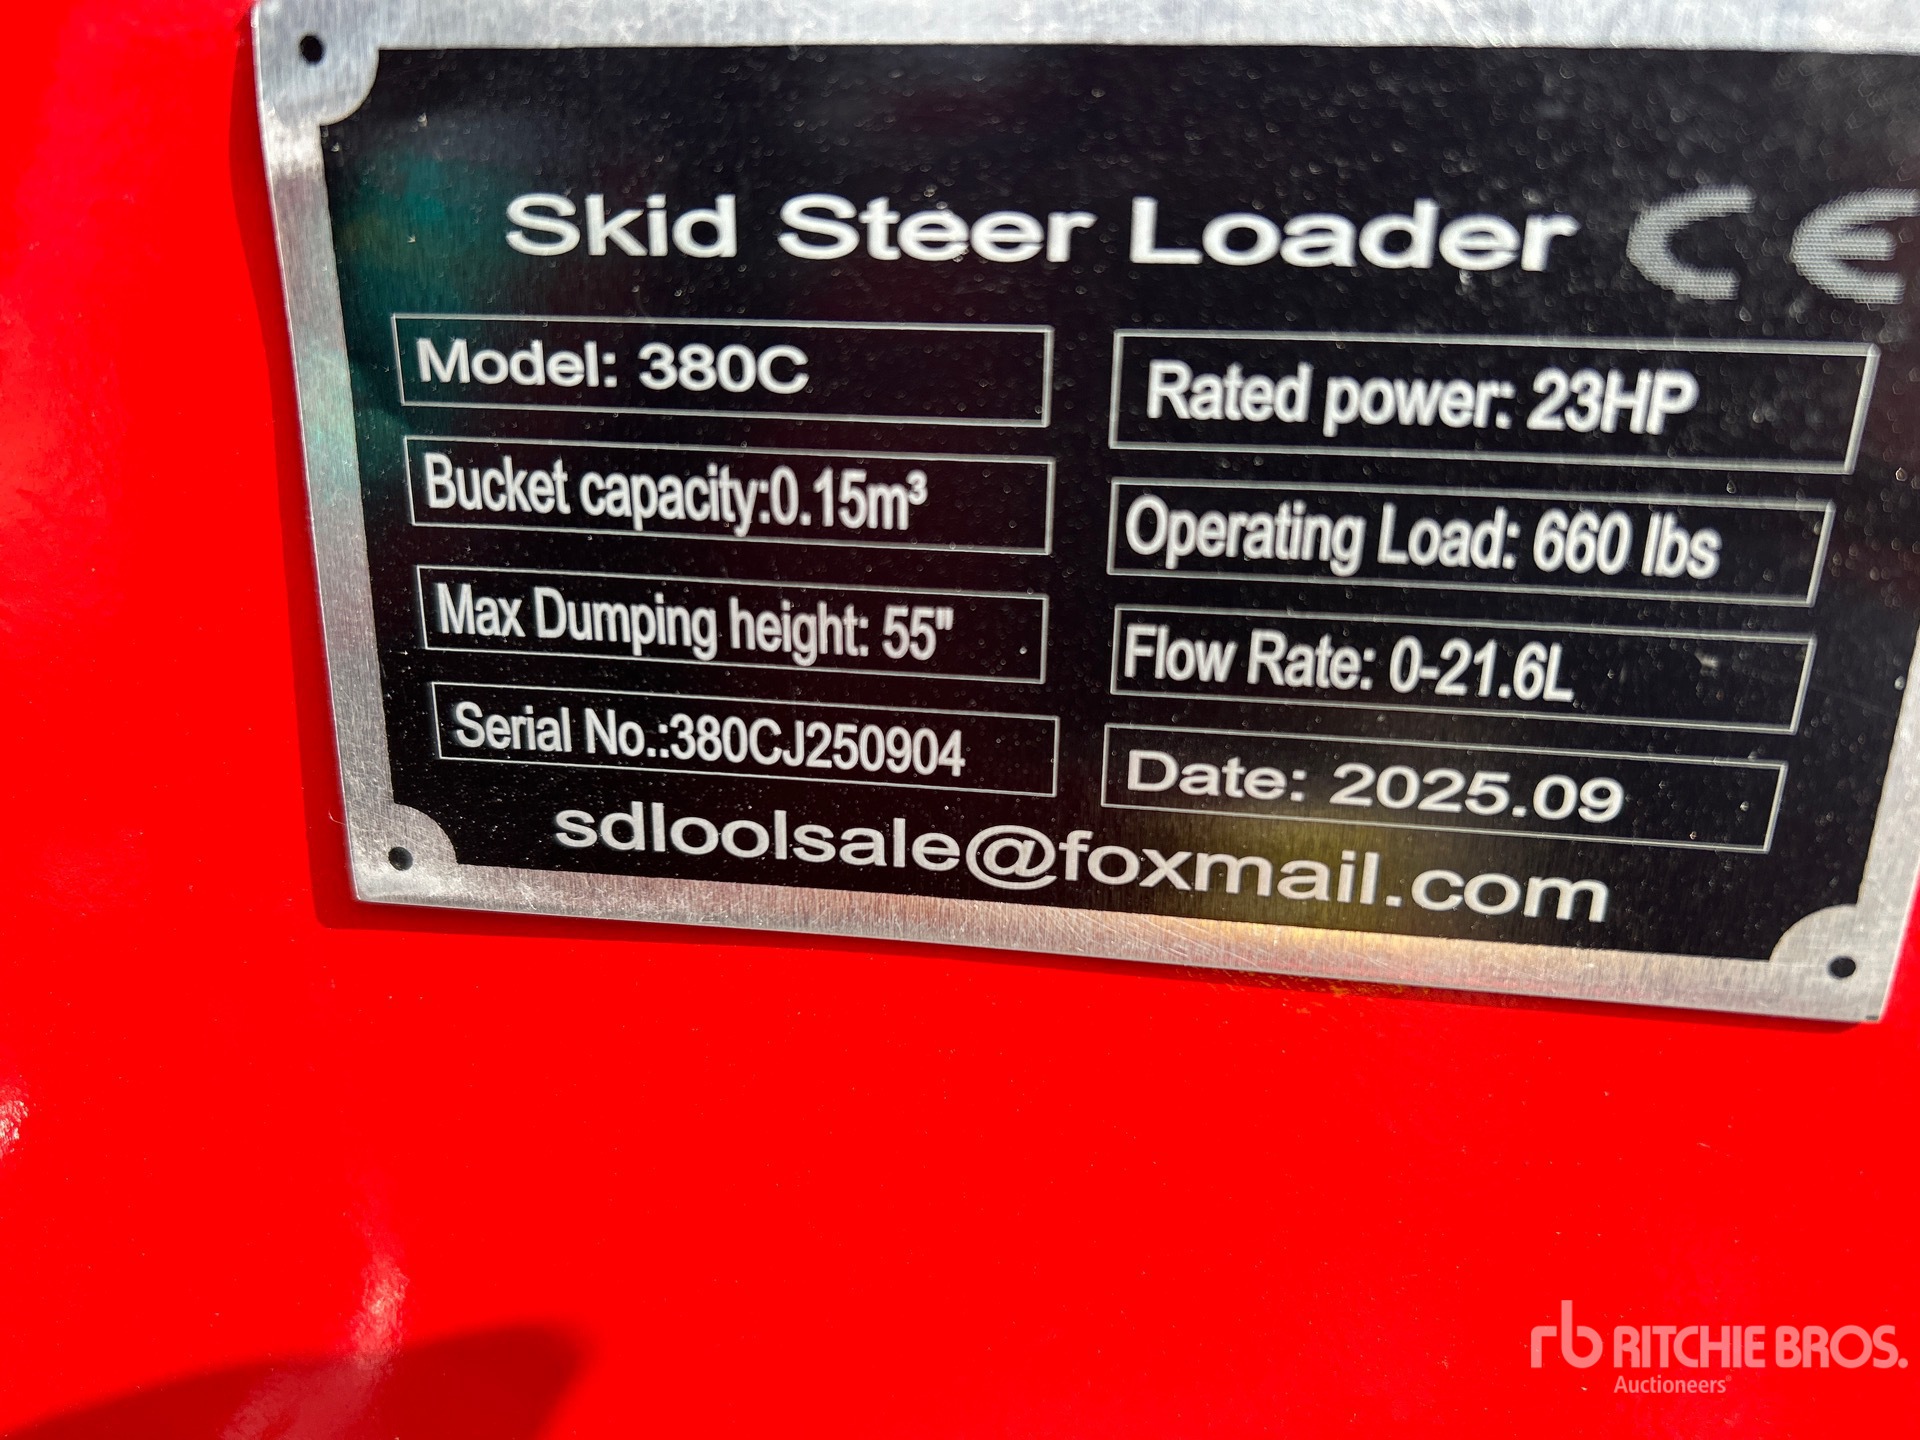 Skid Steer Loader CE
Model: 380C
Rated power: 23HP
Bucket capacity:0.15m³
Operating Load: 660 lbs
Max Dumping height: 55"
Flow Rate: 0-21.6L
Serial No.:380CJ250904
Date: 2025.09
sdloolsale@foxmail.com
rb RITCHIE BROS.
Auctioneers